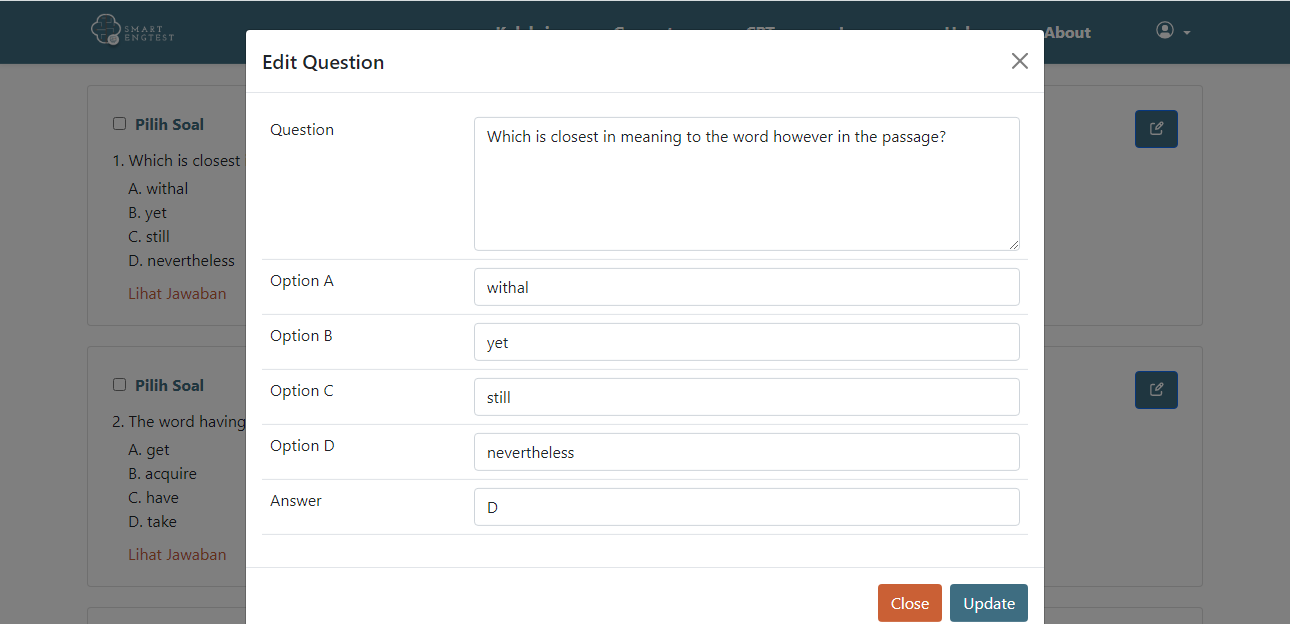 SMART
ENGTEST
About
Edit Question
Question
Which is closest in meaning to the word however in the passage?
Option A
withal
Option B
yet
Option C
still
Option D
nevertheless
Answer
D
Close
Update
Pilih Soal
1. Which is closest
A. withal
B. yet
C. still
D. nevertheless
Lihat Jawaban
Pilih Soal
2. The word having
A. get
B. acquire
C. have
D. take
Lihat Jawaban